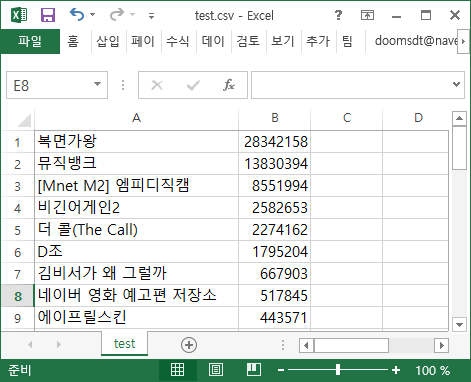 test.csv - Excel
파일 홈 삽입 페이 수식 데이 검토 보기 추가 팀 doomsdt@nave
E8 fx
A B C D
1 복면가왕 28342158
2 뮤직뱅크 13830394
3 [Mnet M2] 엠피디직캠 8551994
4 비긴어게인2 2582653
5 더 콜(The Call) 2274162
6 D조 1795204
7 김비서가 왜 그럴까 667903
8 네이버 영화 예고편 저장소 517845
9 에이프릴스킨 443571
test
준비 100 %